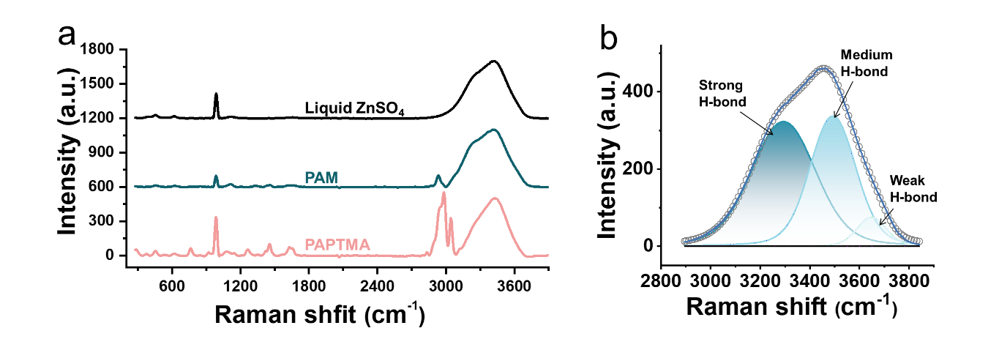 a
1800
1500
1200
900
600
300
0
Intensity (a.u.)
Liquid ZnSO₄
PAM
PAPTMA
600 1200 1800 2400 3000 3600
Raman shfit (cm⁻¹)
b
400
200
0
Intensity (a.u.)
Strong
H-bond
Medium
H-bond
Weak
H-bond
2800 3000 3200 3400 3600 3800
Raman shift (cm⁻¹)